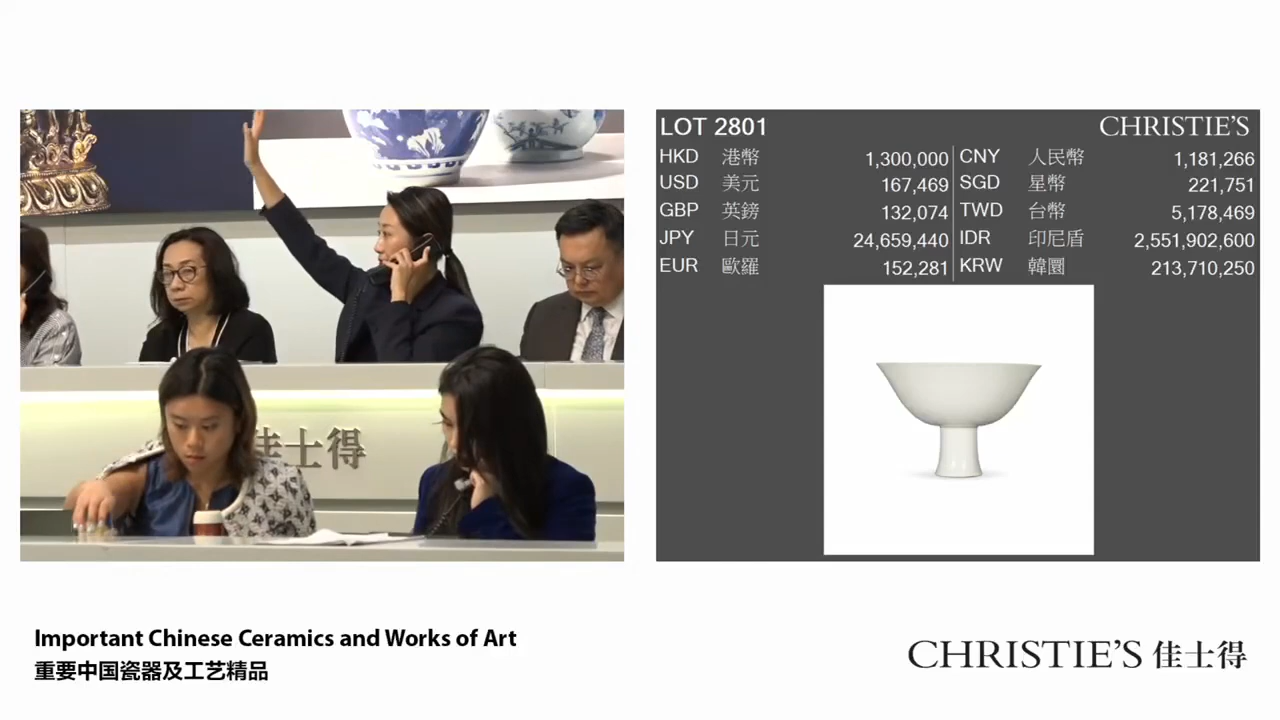 LOT 2801
CHRISTIE'S
HKD 港幣 1,300,000 CNY 人民幣 1,181,266
USD 美元 167,469 SGD 星幣 221,751
GBP 英鎊 132,074 TWD 台幣 5,178,469
JPY 日元 24,659,440 IDR 印尼盾 2,551,902,600
EUR 歐羅 152,281 KRW 韓圜 213,710,250
佳士得
Important Chinese Ceramics and Works of Art
重要中国瓷器及工艺精品
CHRISTIE'S 佳士得